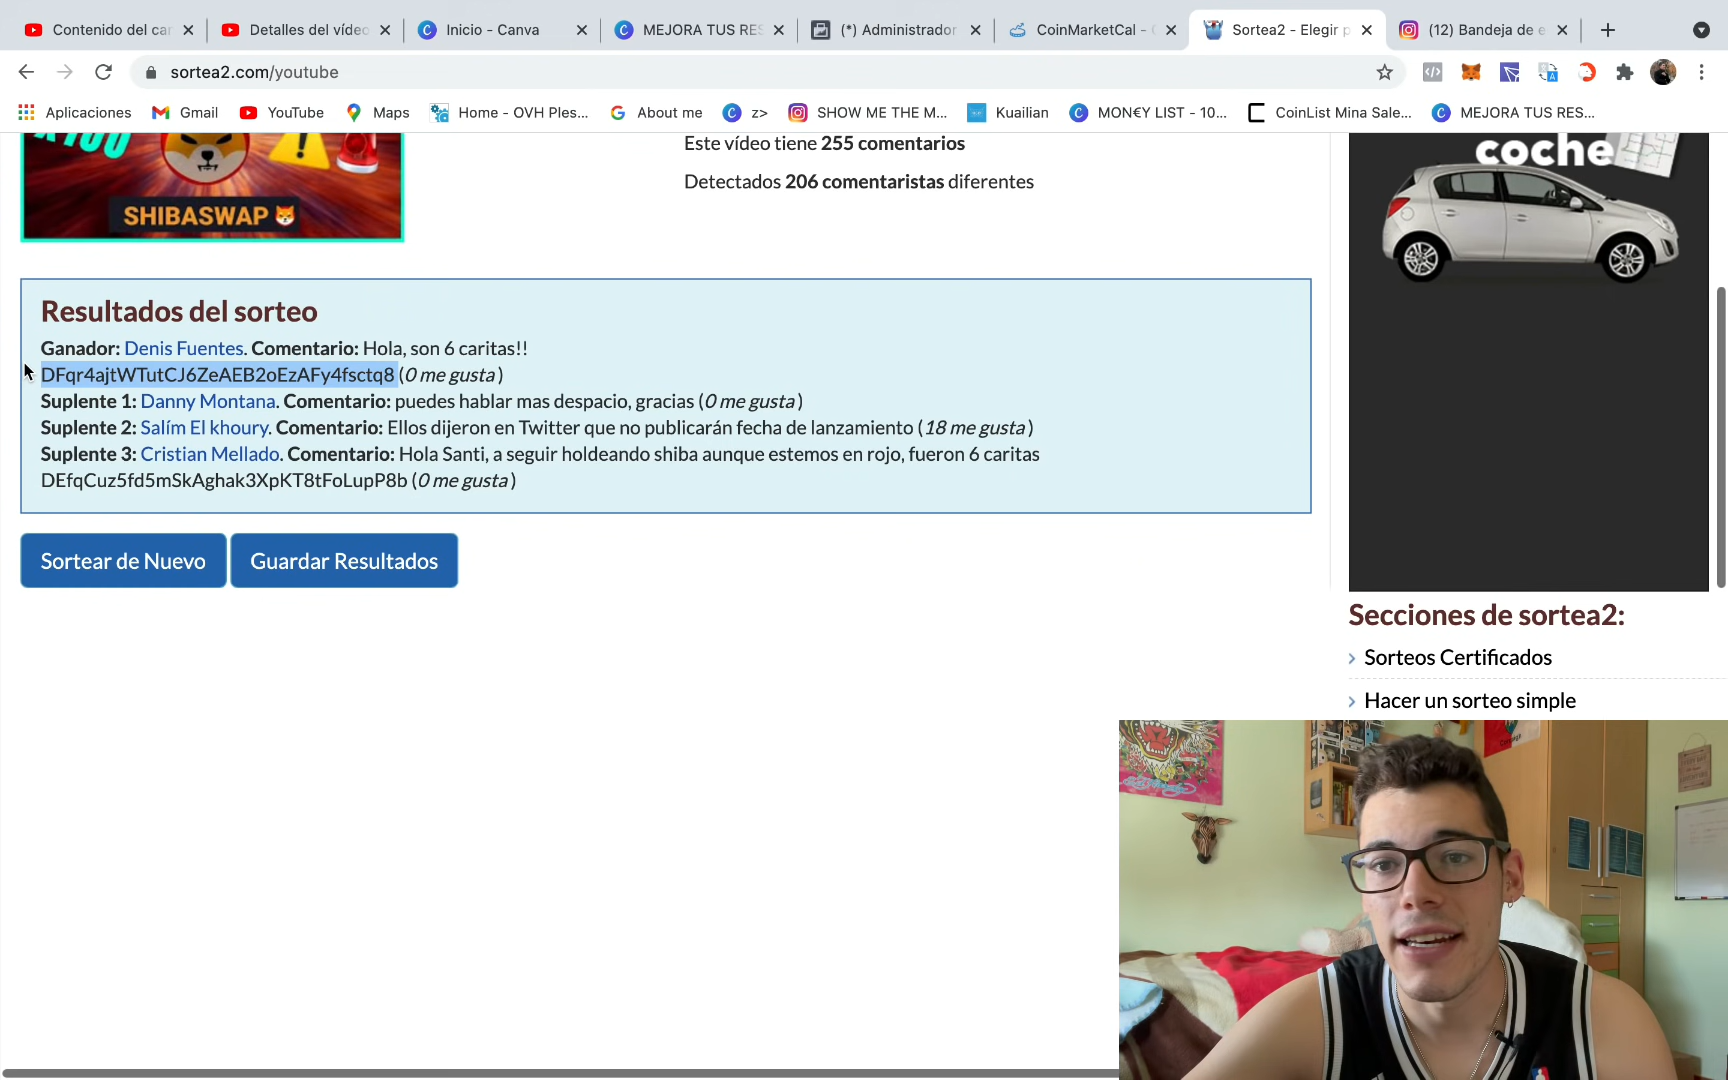 Contenido del car
Detalles del vídeo
Inicio - Canva
MEJORA TUS RES
(*) Administrador
CoinMarketCal -
Sortea2 - Elegir p
(12) Bandeja de e
sortea2.com/youtube
Aplicaciones
Gmail
YouTube
Maps
Home - OVH Ples...
About me
z>
SHOW ME THE M...
Kuailian
MON€Y LIST - 10...
CoinList Mina Sale...
MEJORA TUS RES...
x100
SHIBASWAP
Este vídeo tiene 255 comentarios
Detectados 206 comentaristas diferentes
coche
Resultados del sorteo
Ganador: Denis Fuentes. Comentario: Hola, son 6 caritas!!
DFqr4ajtWTutCJ6ZeAEB2oEzAFy4fsctq8 (0 me gusta )
Suplente 1: Danny Montana. Comentario: puedes hablar mas despacio, gracias (0 me gusta )
Suplente 2: Salím El khoury. Comentario: Ellos dijeron en Twitter que no publicarán fecha de lanzamiento (18 me gusta )
Suplente 3: Cristian Mellado. Comentario: Hola Santi, a seguir holdeando shiba aunque estemos en rojo, fueron 6 caritas
DEfqCuz5fd5mSkAghak3XpKT8tFoLupP8b (0 me gusta )
Sortear de Nuevo
Guardar Resultados
Secciones de sortea2:
Sorteos Certificados
Hacer un sorteo simple